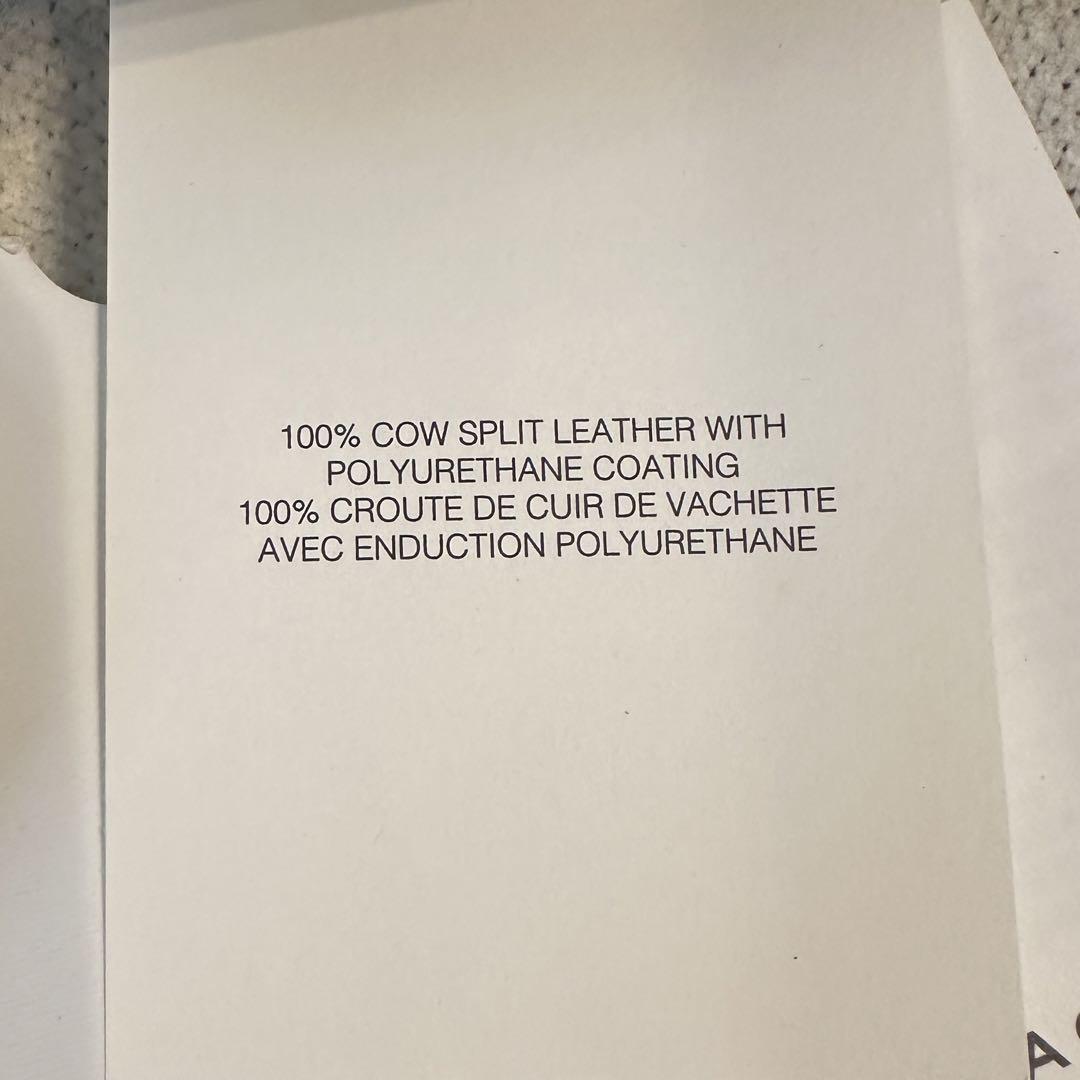 100% COW SPLIT LEATHER WITH
POLYURETHANE COATING
100% CROUTE DE CUIR DE VACHETTE
AVEC ENDUCTION POLYURETHANE
A